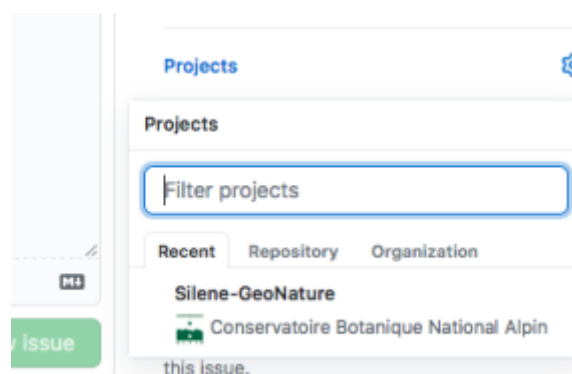 Projects
Projects
Filter projects
Recent Repository Organization
Silene-GeoNature
Conservatoire Botanique National Alpin
issue
this issue.